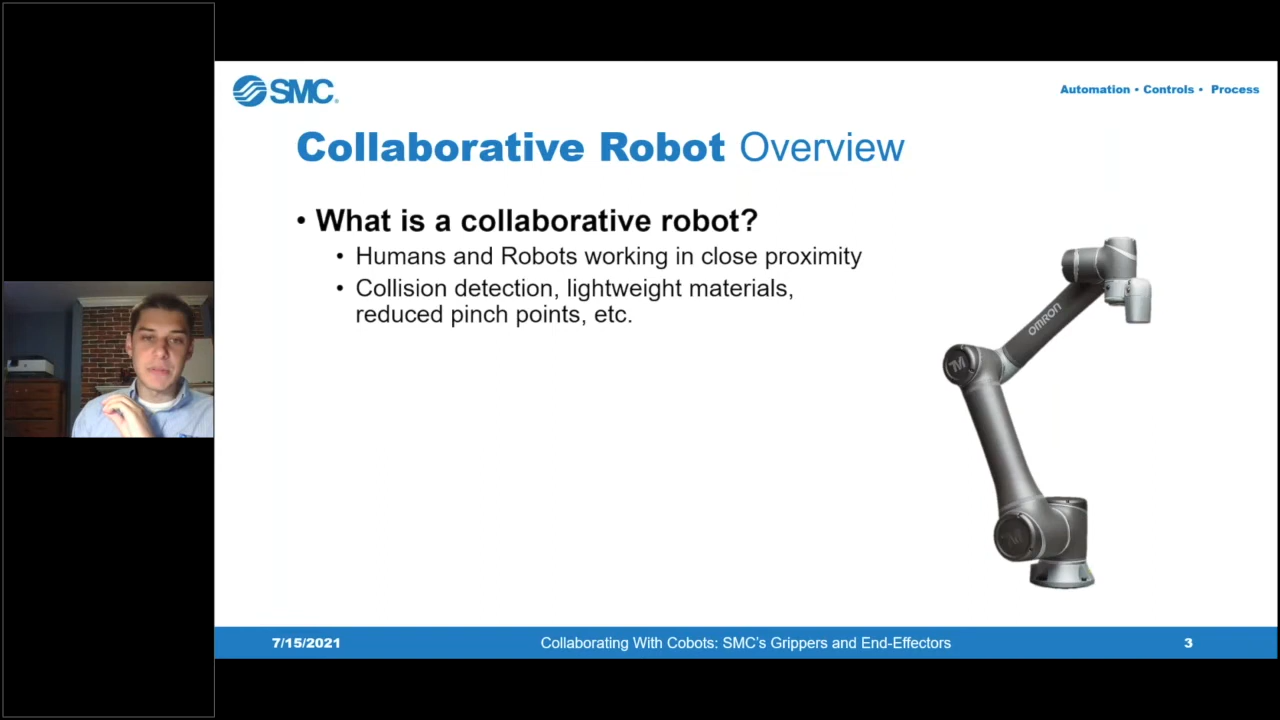 SMC
Automation • Controls • Process
Collaborative Robot Overview
• What is a collaborative robot?
• Humans and Robots working in close proximity
• Collision detection, lightweight materials,
reduced pinch points, etc.
OMRON
TM
TM
7/15/2021
Collaborating With Cobots: SMC's Grippers and End-Effectors
3